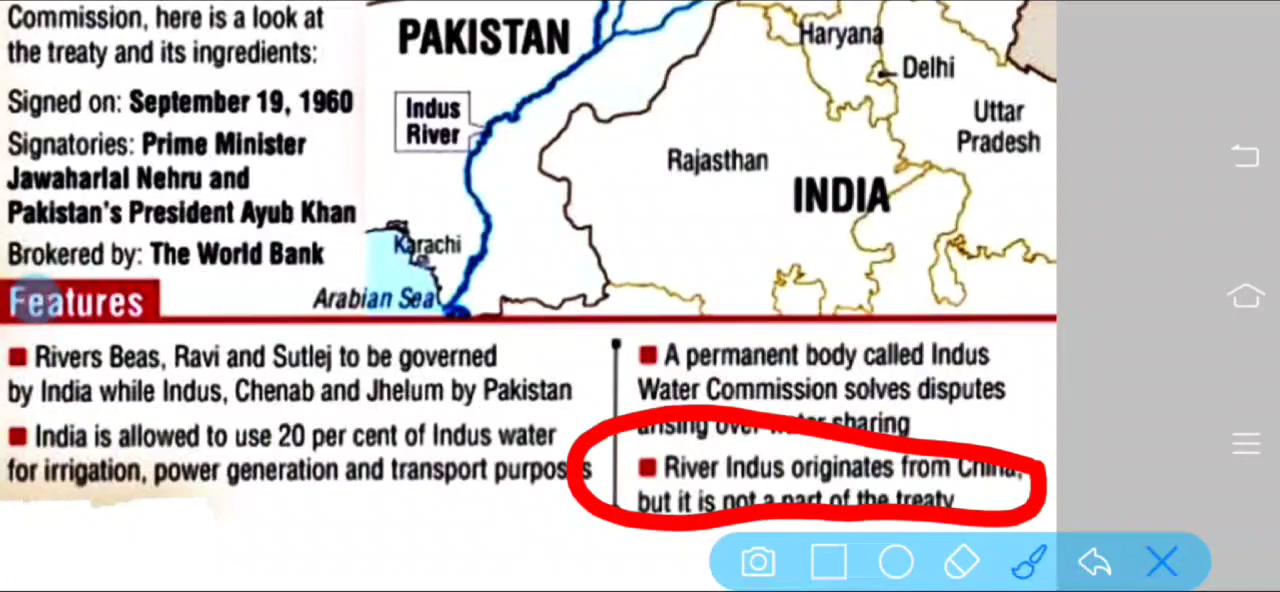 Commission, here is a look at
the treaty and its ingredients:
Signed on: September 19, 1960
Signatories: Prime Minister
Jawaharlal Nehru and
Pakistan's President Ayub Khan
Brokered by: The World Bank
PAKISTAN
Indus
River
Karachi
Arabian Sea
Haryana
Delhi
Uttar
Pradesh
Rajasthan
INDIA
Features
Rivers Beas, Ravi and Sutlej to be governed
by India while Indus, Chenab and Jhelum by Pakistan
India is allowed to use 20 per cent of Indus water
for irrigation, power generation and transport purposes
A permanent body called Indus
Water Commission solves disputes
arising over water sharing
River Indus originates from China,
but it is not a part of the treaty